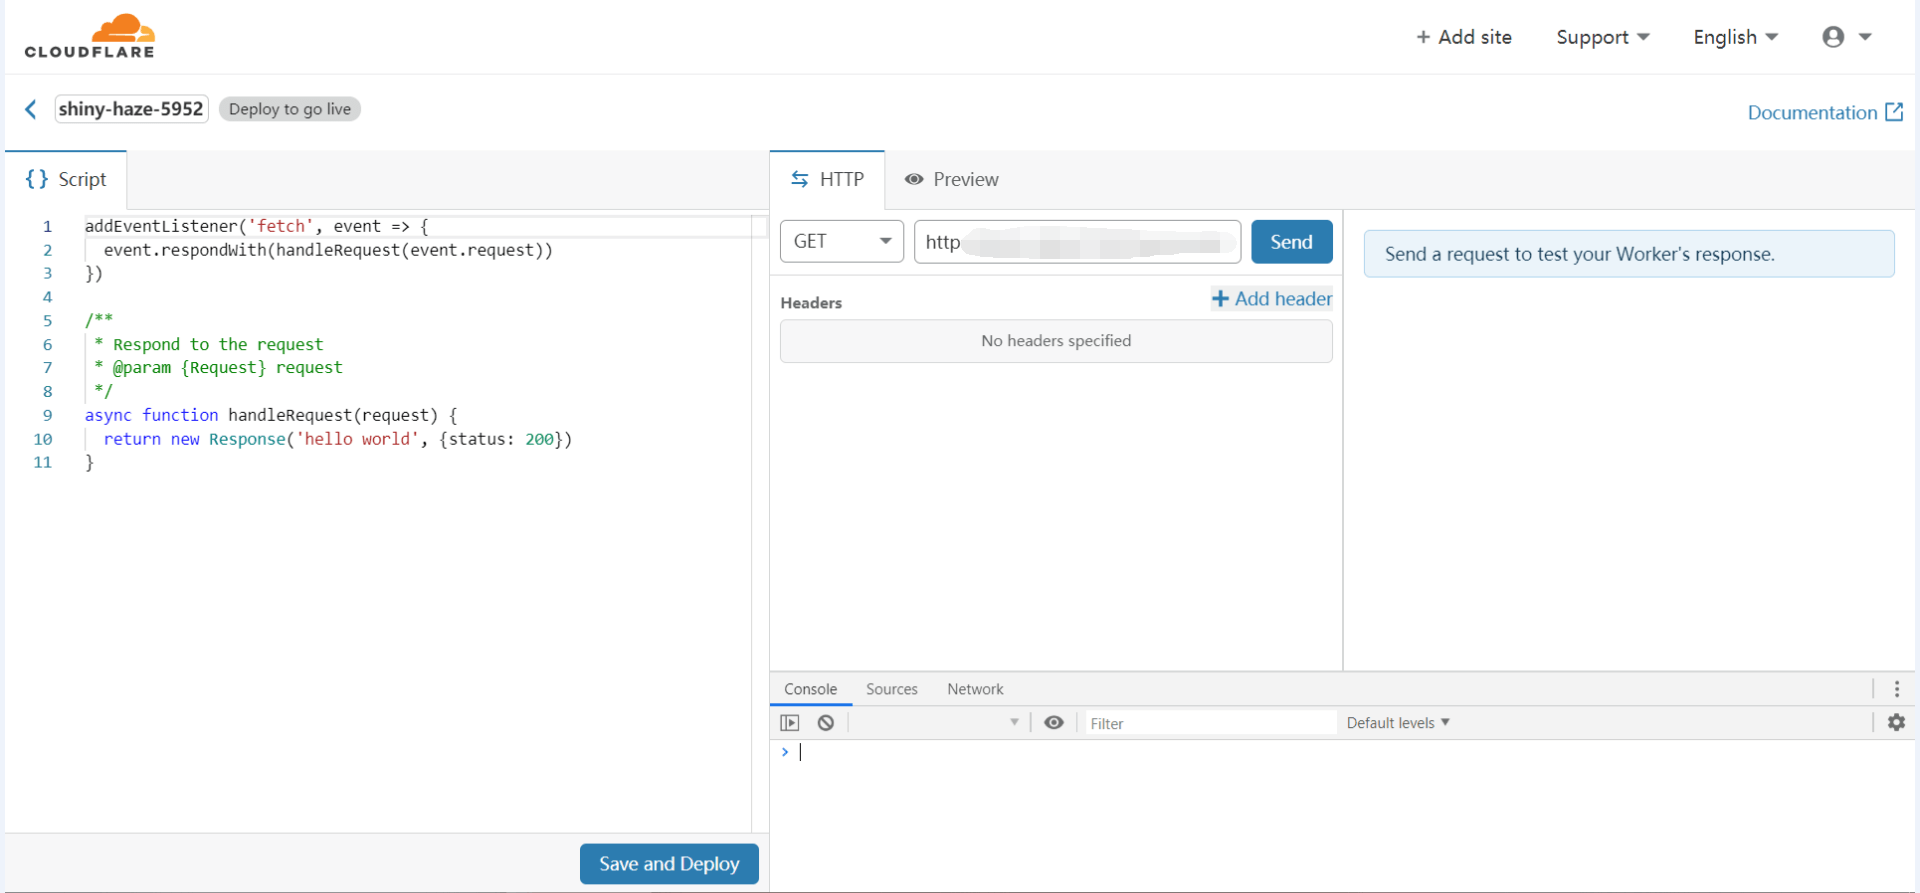 CLOUDFLARE
+ Add site Support English
shiny-haze-5952 Deploy to go live Documentation
{} Script
HTTP Preview
1 addEventListener('fetch', event => {
2 event.respondWith(handleRequest(event.request))
3 })
4
5 /**
6 * Respond to the request
7 * @param {Request} request
8 */
9 async function handleRequest(request) {
10 return new Response('hello world', {status: 200})
11 }
Save and Deploy
GET http Send
Headers + Add header
No headers specified
Send a request to test your Worker's response.
Console Sources Network
Filter Default levels
>